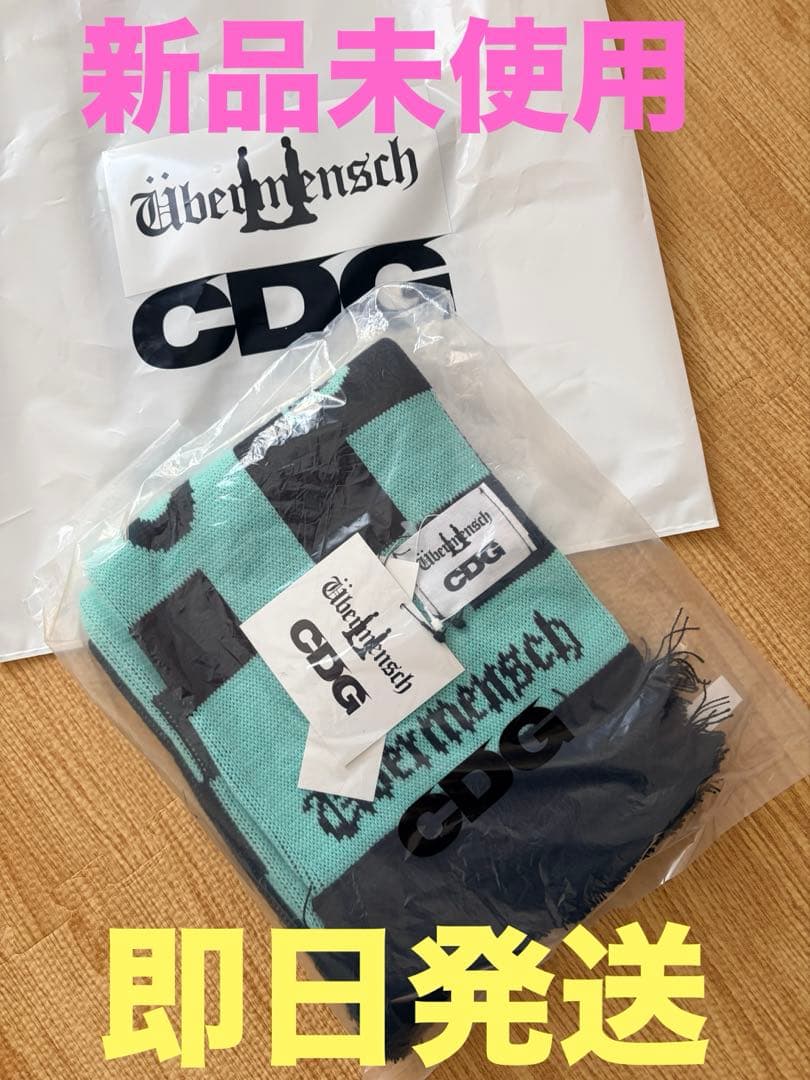 新品未使用
Übermensch
CDG
Übermensch
CDG
Übermensch
CDG
übermensch
CDG
即日発送